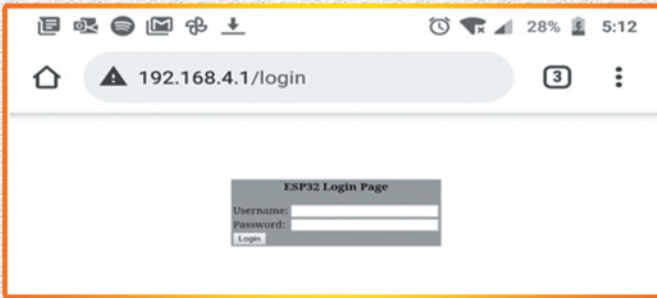 28% 5:12
192.168.4.1/login 3
ESP32 Login Page
Username:
Password:
Login